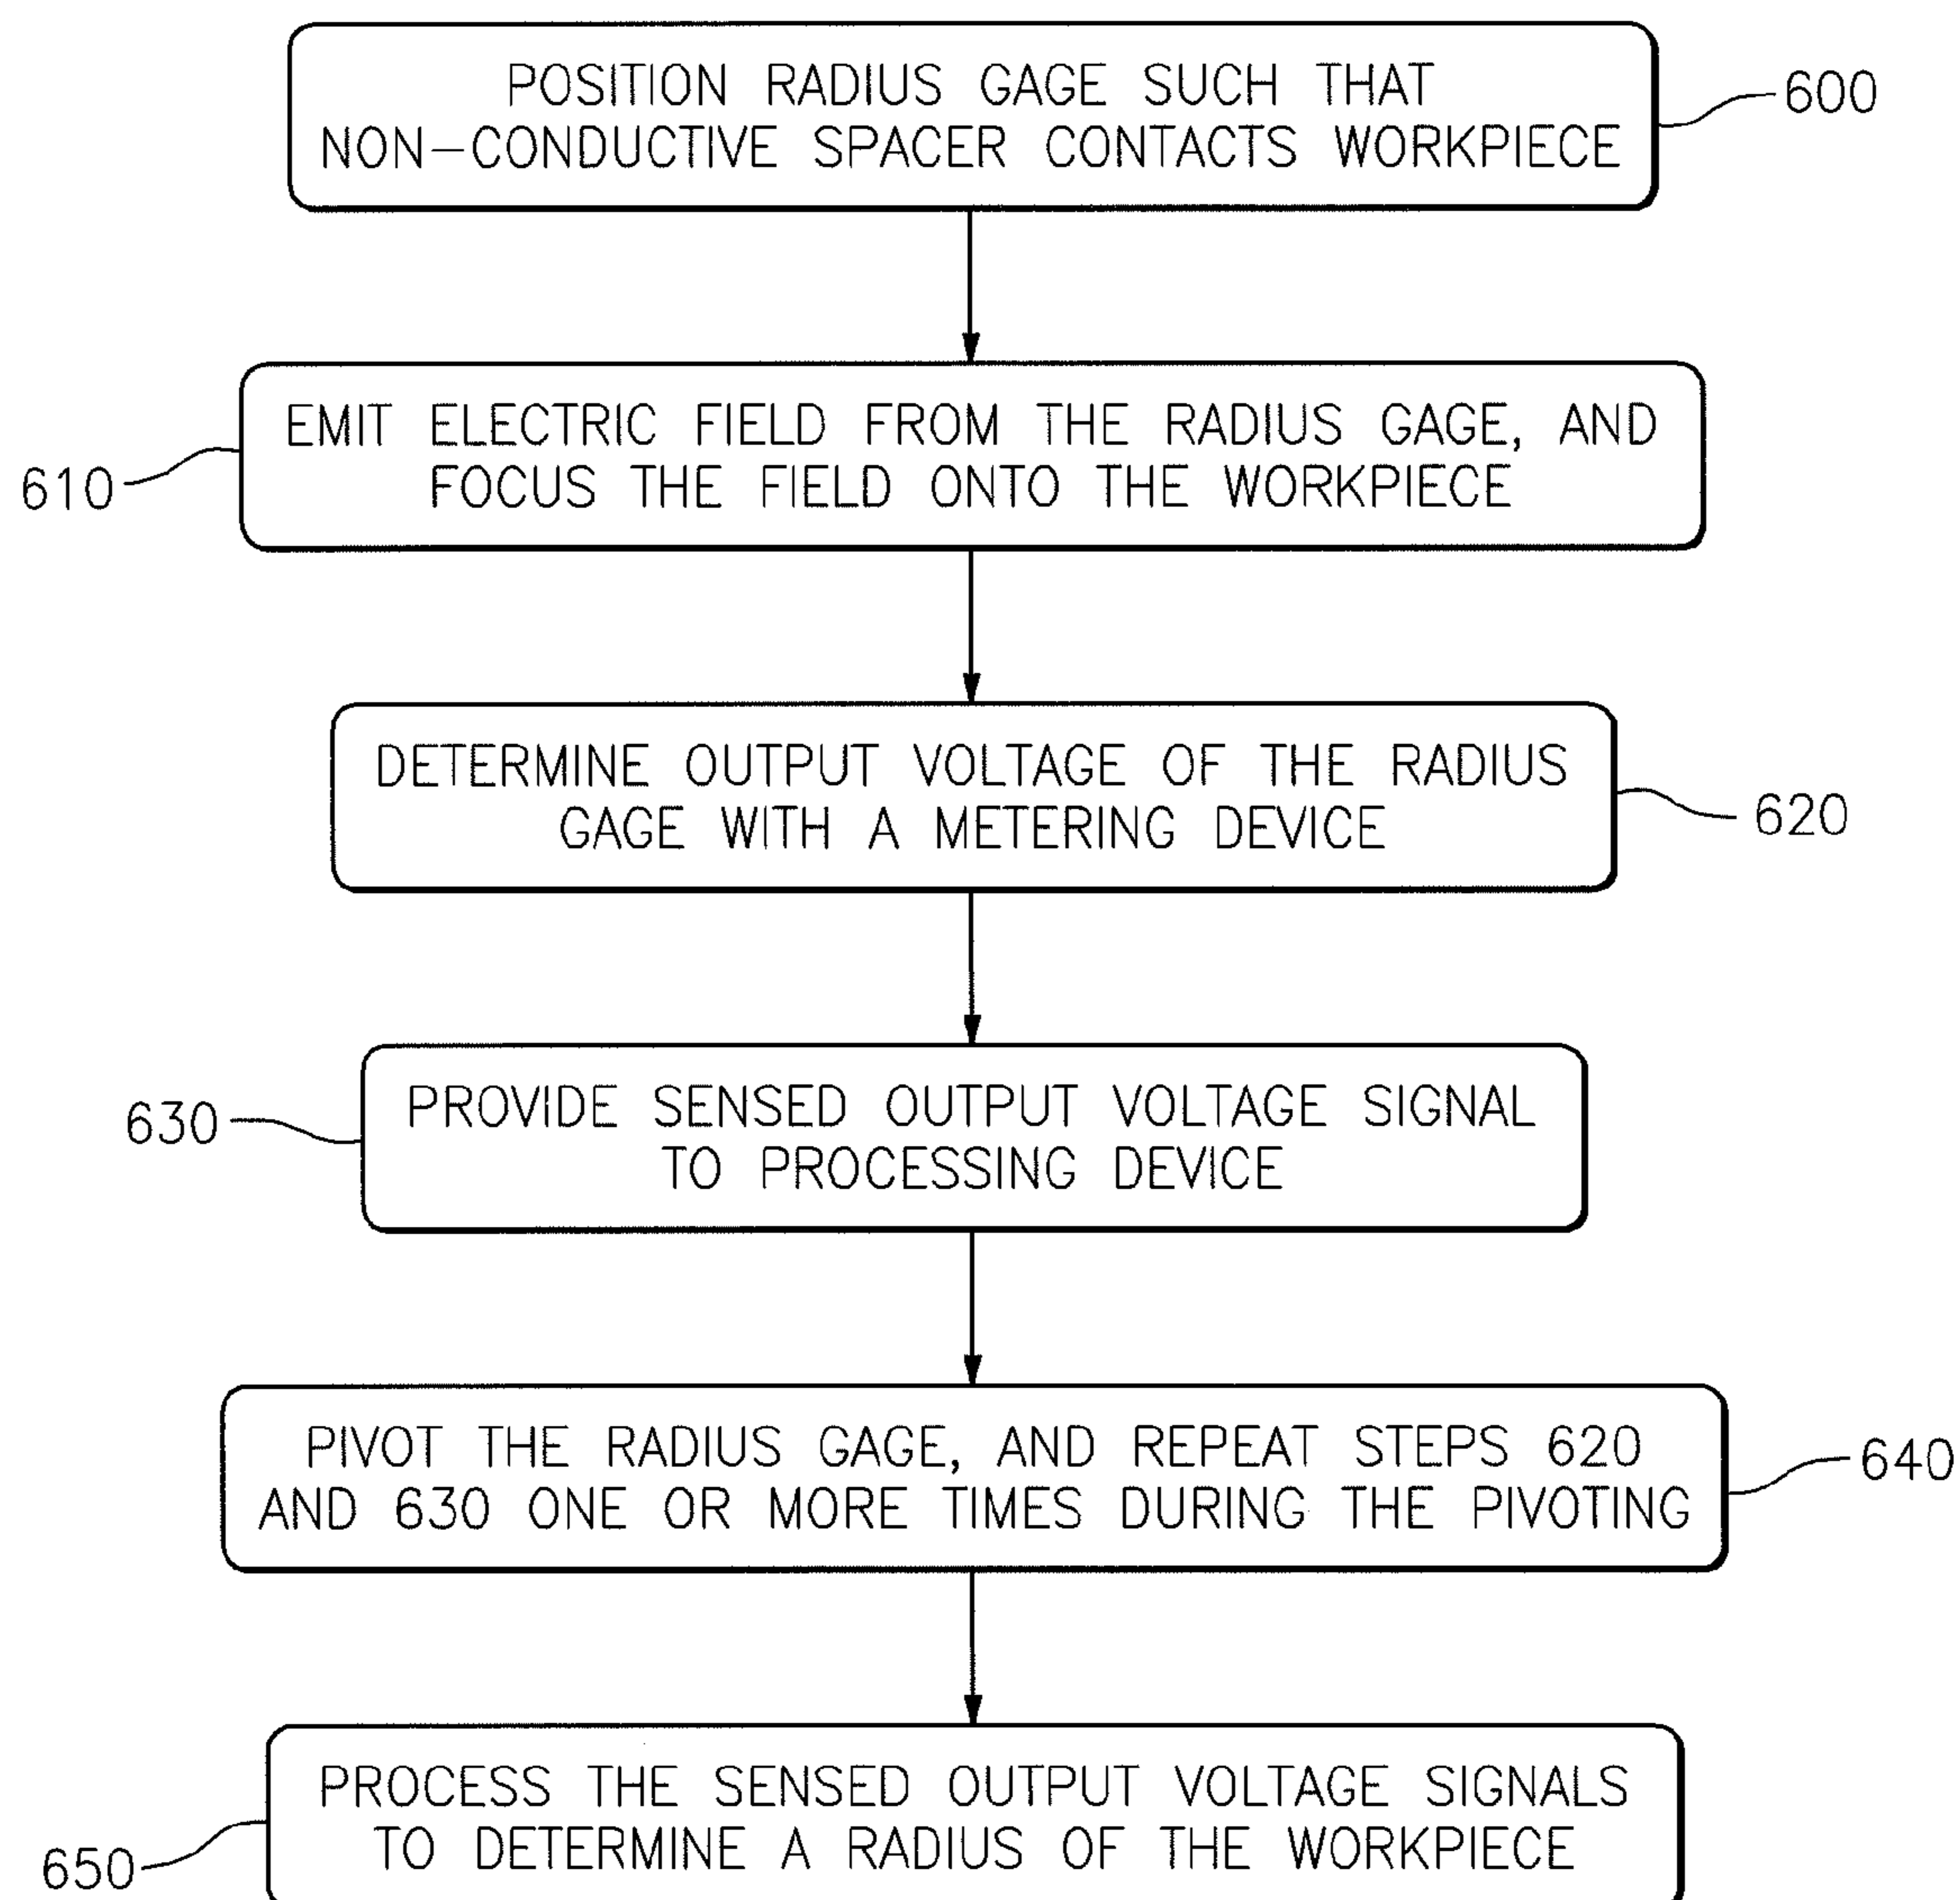 POSITION RADIUS GAGE SUCH THAT
NON-CONDUCTIVE SPACER CONTACTS WORKPIECE
600
EMIT ELECTRIC FIELD FROM THE RADIUS GAGE, AND
FOCUS THE FIELD ONTO THE WORKPIECE
610
DETERMINE OUTPUT VOLTAGE OF THE RADIUS
GAGE WITH A METERING DEVICE
620
PROVIDE SENSED OUTPUT VOLTAGE SIGNAL
TO PROCESSING DEVICE
630
PIVOT THE RADIUS GAGE, AND REPEAT STEPS 620
AND 630 ONE OR MORE TIMES DURING THE PIVOTING
640
PROCESS THE SENSED OUTPUT VOLTAGE SIGNALS
TO DETERMINE A RADIUS OF THE WORKPIECE
650